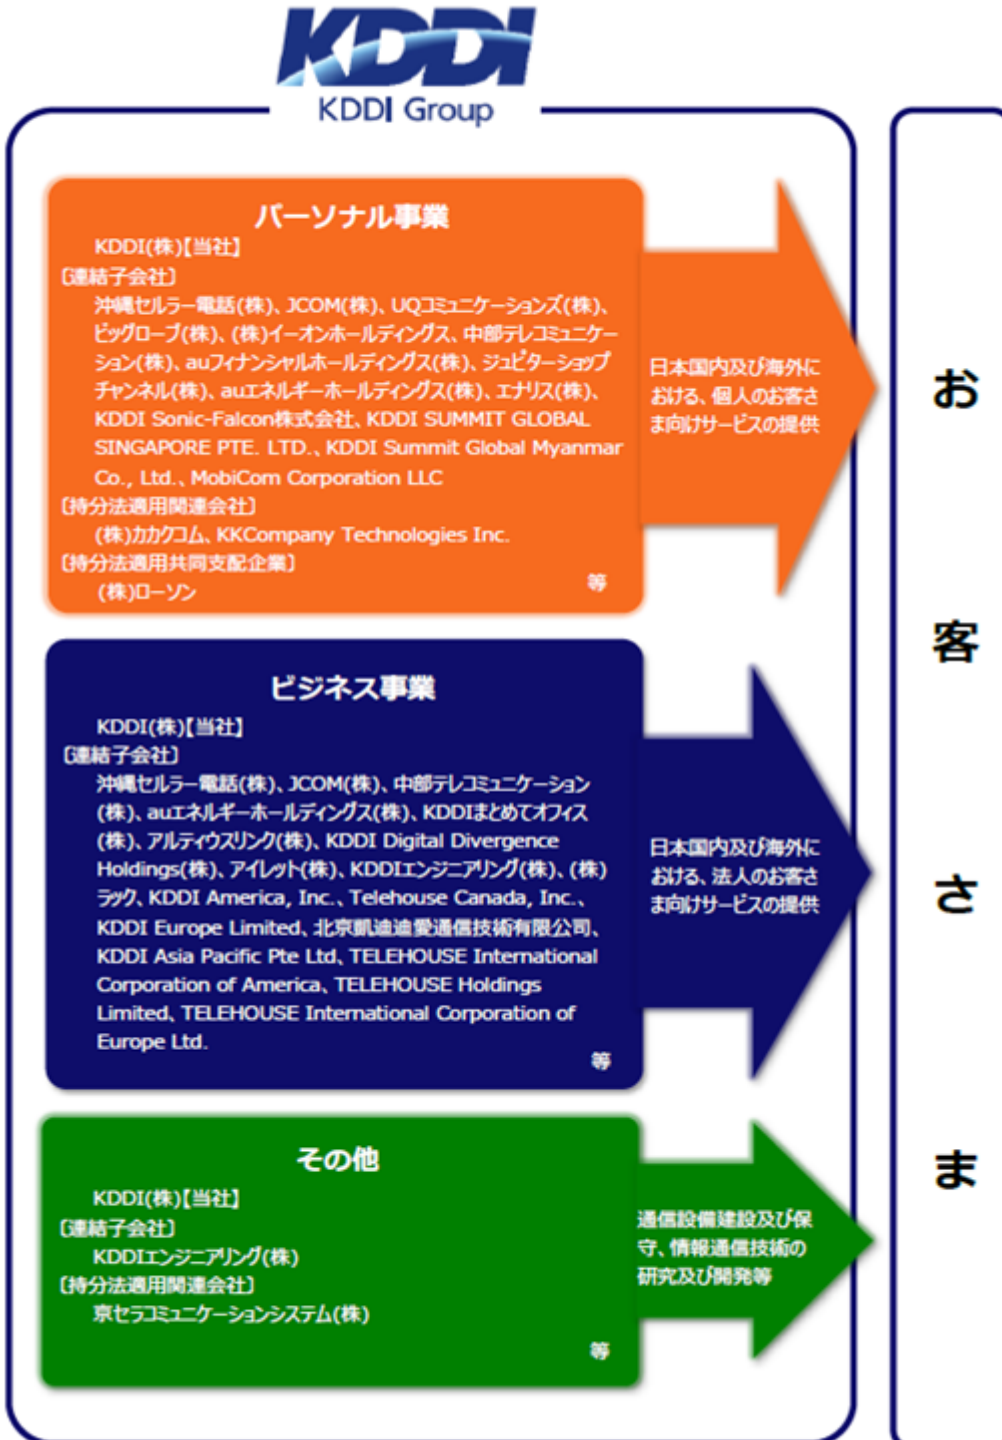 KDDI
KDDI Group
パーソナル事業
KDDI(株)【当社】
〔連結子会社〕
沖縄セルラー電話(株)、JCOM(株)、UQコミュニケーションズ(株)、
ビッグローブ(株)、(株)イーオンホールディングス、中部テレコミュニケー
ション(株)、auフィナンシャルホールディングス(株)、ジュピターショップ
チャンネル(株)、auエネルギーホールディングス(株)、エナリス(株)、
KDDI Sonic-Falcon株式会社、KDDI SUMMIT GLOBAL
SINGAPORE PTE. LTD.、KDDI Summit Global Myanmar
Co., Ltd.、MobiCom Corporation LLC
〔持分法適用関連会社〕
(株)カカクコム、KKCompany Technologies Inc.
〔持分法適用共同支配企業〕
(株)ローソン
等
日本国内及び海外に
おける、個人のお客さ
ま向けサービスの提供
ビジネス事業
KDDI(株)【当社】
〔連結子会社〕
沖縄セルラー電話(株)、JCOM(株)、中部テレコミュニケーション
(株)、auエネルギーホールディングス(株)、KDDIまとめてオフィス
(株)、アルティウスリンク(株)、KDDI Digital Divergence
Holdings(株)、アイレット(株)、KDDIエンジニアリング(株)、(株)
ラック、KDDI America, Inc.、Telehouse Canada, Inc.、
KDDI Europe Limited、北京凱迪迪愛通信技術有限公司、
KDDI Asia Pacific Pte Ltd、TELEHOUSE International
Corporation of America、TELEHOUSE Holdings
Limited、TELEHOUSE International Corporation of
Europe Ltd.
等
日本国内及び海外に
おける、法人のお客さ
ま向けサービスの提供
その他
KDDI(株)【当社】
〔連結子会社〕
KDDIエンジニアリング(株)
〔持分法適用関連会社〕
京セラコミュニケーションシステム(株)
等
通信設備建設及び保
守、情報通信技術の
研究及び開発等
お
客
さ
ま